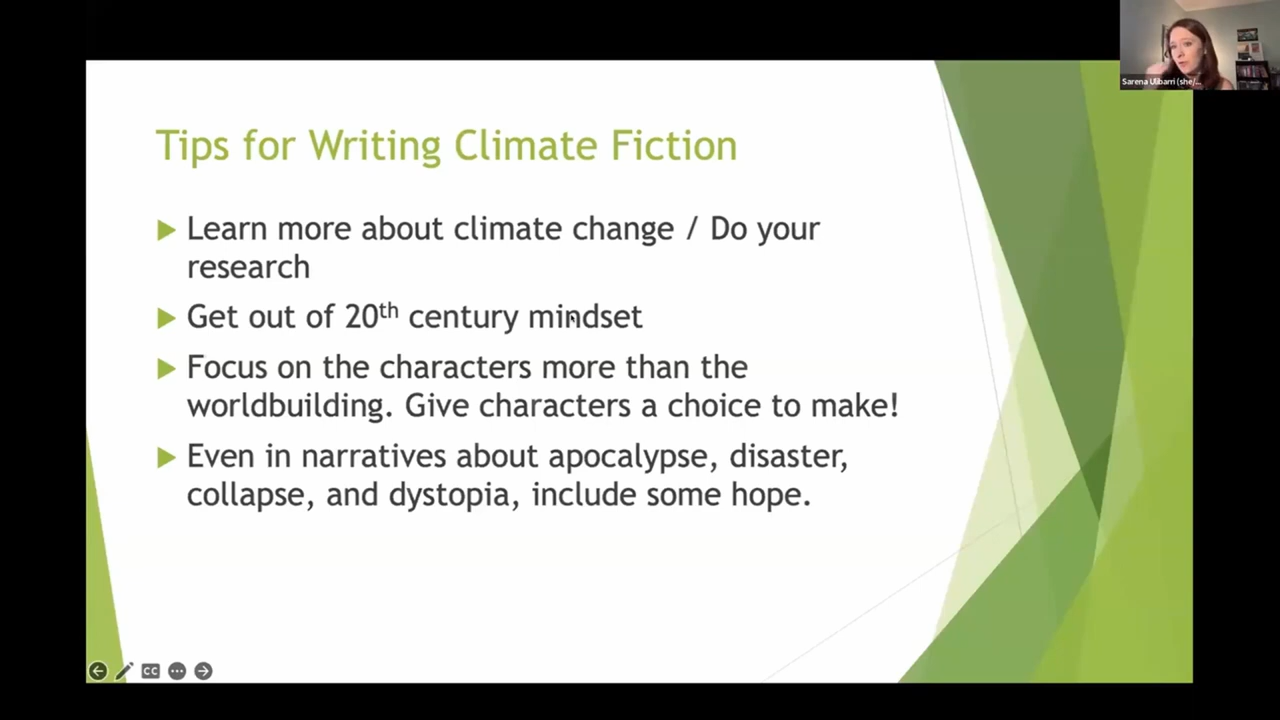 Sarena Ulibarri (she/...
Tips for Writing Climate Fiction
Learn more about climate change / Do your
research
Get out of 20th century mindset
Focus on the characters more than the
worldbuilding. Give characters a choice to make!
Even in narratives about apocalypse, disaster,
collapse, and dystopia, include some hope.
CC